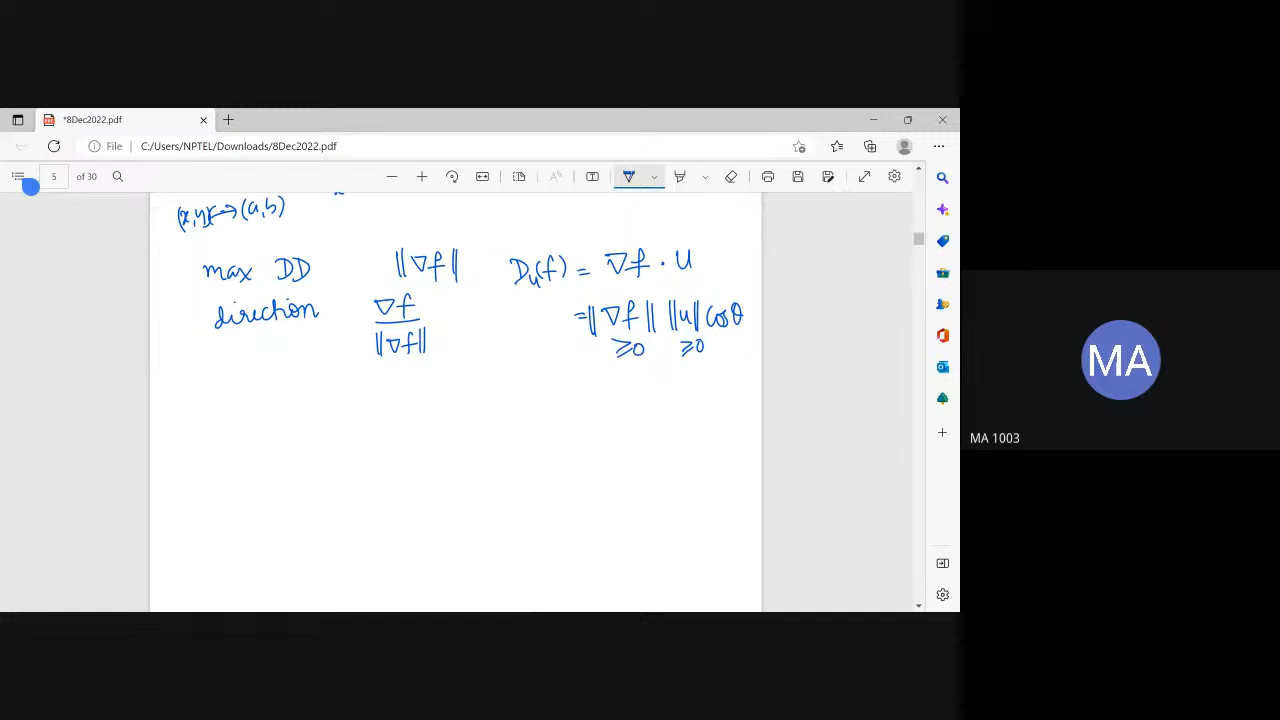 *8Dec2022.pdf
File C:/Users/NPTEL/Downloads/8Dec2022.pdf
5 of 30
(x,y)↔(a,b)
max DD ‖∇f‖ D_u(f) = ∇f · u
direction ∇f / ‖∇f‖ = ‖∇f‖ ‖u‖ cosθ
≥0 ≥0
MA
MA 1003